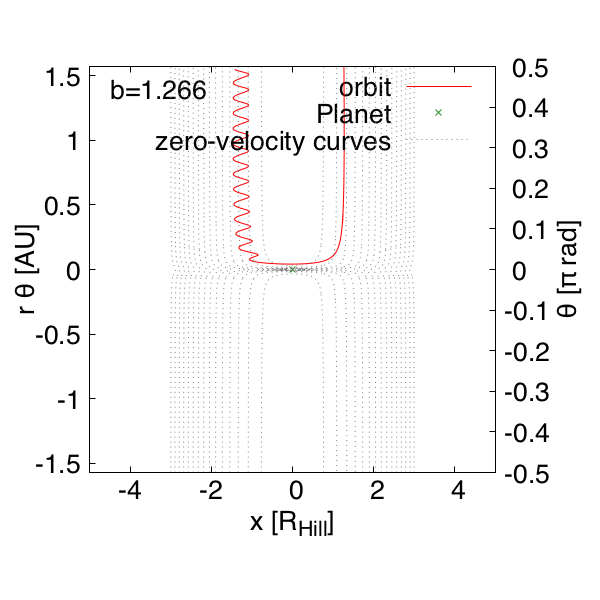 b=1.266
orbit
Planet
zero-velocity curves
1.5
1
0.5
0
-0.5
-1
-1.5
r θ [AU]
0.5
0.4
0.3
0.2
0.1
0
-0.1
-0.2
-0.3
-0.4
-0.5
θ [π rad]
-4 -2 0 2 4
x [R_Hill]